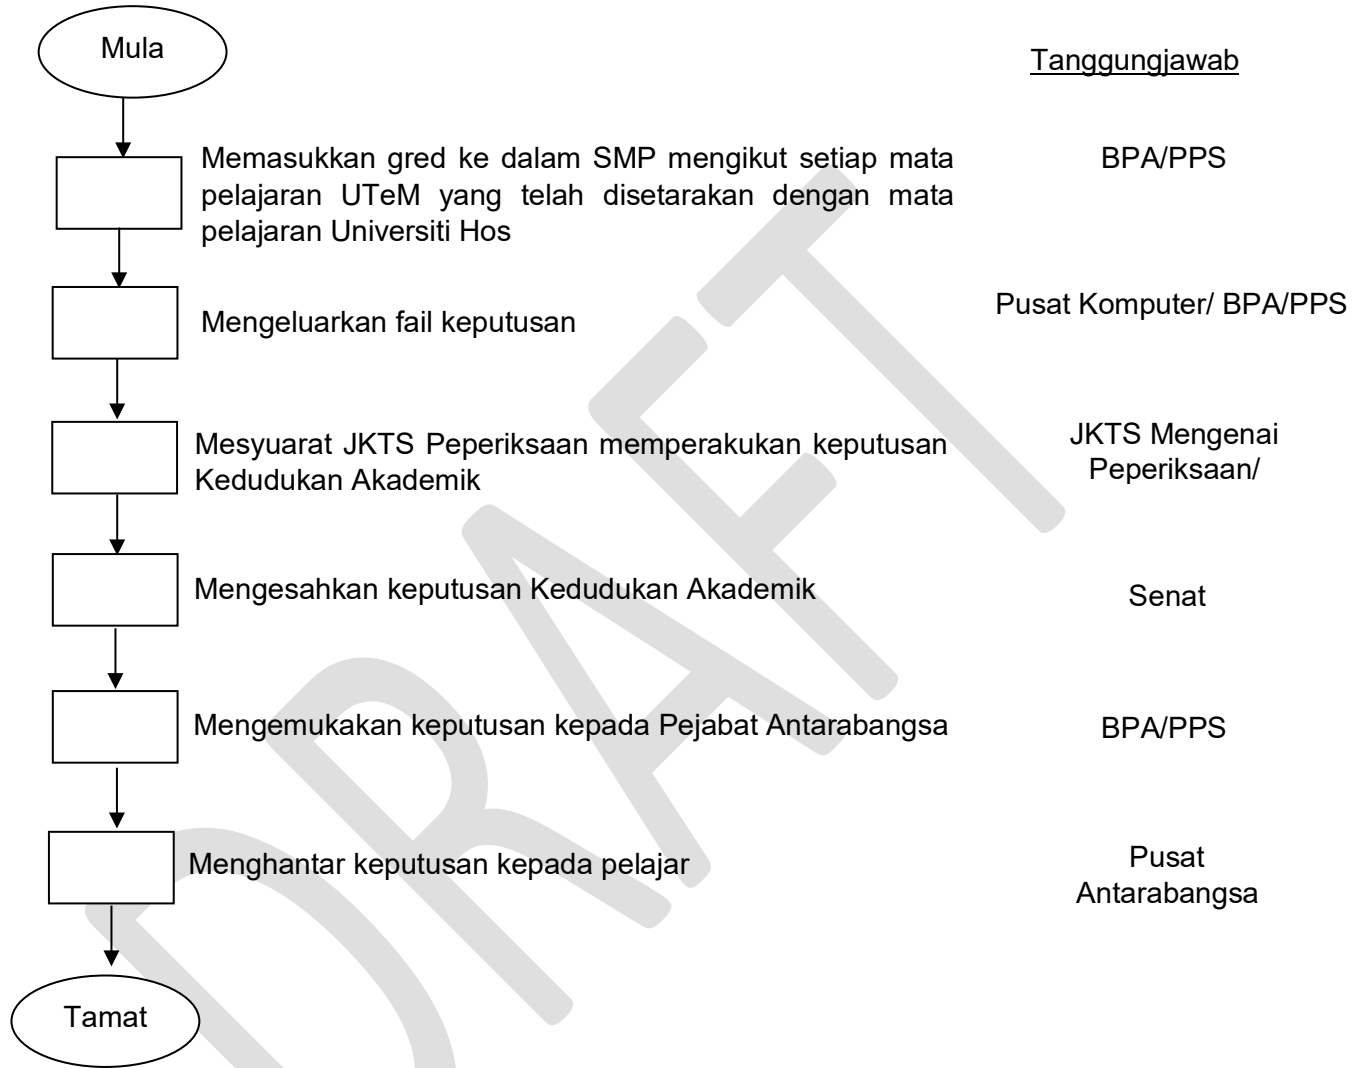 Mula
Tanggungjawab
Memasukkan gred ke dalam SMP mengikut setiap mata
pelajaran UTeM yang telah disetarakan dengan mata
pelajaran Universiti Hos
BPA/PPS
Mengeluarkan fail keputusan
Pusat Komputer/ BPA/PPS
Mesyuarat JKTS Peperiksaan memperakukan keputusan
Kedudukan Akademik
JKTS Mengenai
Peperiksaan/
Mengesahkan keputusan Kedudukan Akademik
Senat
Mengemukakan keputusan kepada Pejabat Antarabangsa
BPA/PPS
Menghantar keputusan kepada pelajar
Pusat
Antarabangsa
Tamat
DRAFT